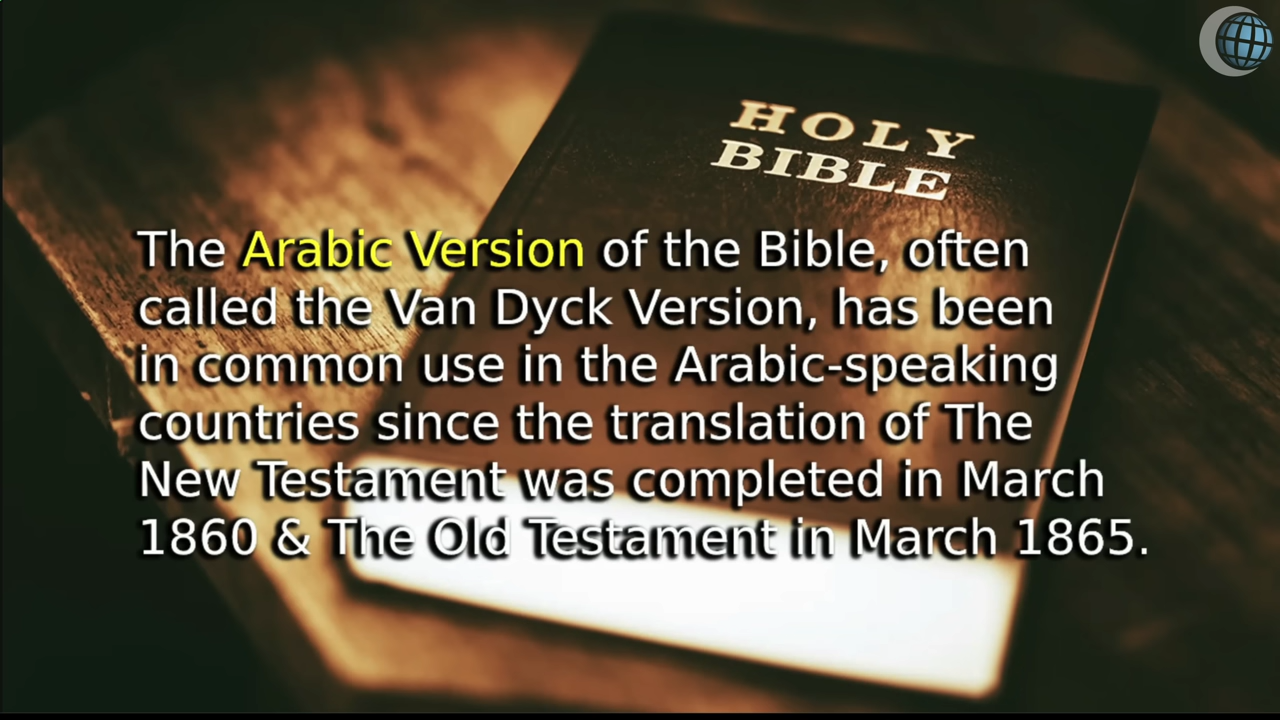 HOLY
BIBLE
The Arabic Version of the Bible, often
called the Van Dyck Version, has been
in common use in the Arabic-speaking
countries since the translation of The
New Testament was completed in March
1860 & The Old Testament in March 1865.